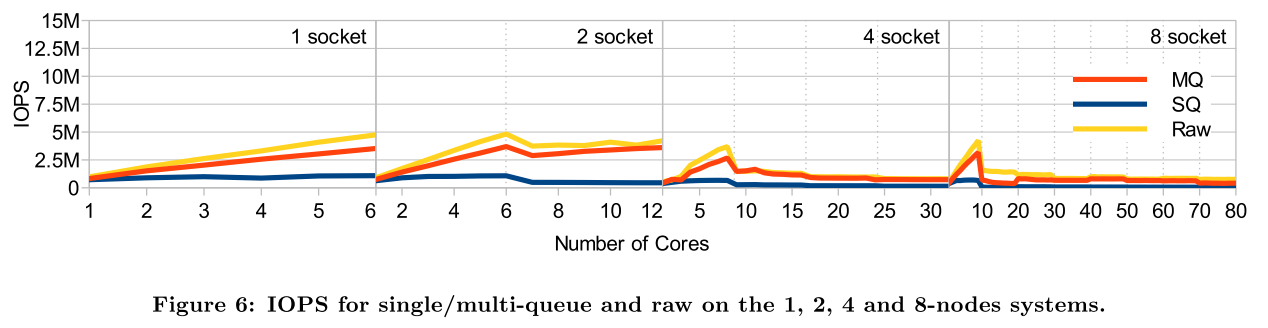 15M 1 socket 2 socket 4 socket 8 socket
12.5M
10M MQ
7.5M SQ
5M Raw
2.5M
0
IOPS
1 2 3 4 5 6 2 4 6 8 10 12 5 10 15 20 25 30 10 20 30 40 50 60 70 80
Number of Cores
Figure 6: IOPS for single/multi-queue and raw on the 1, 2, 4 and 8-nodes systems.